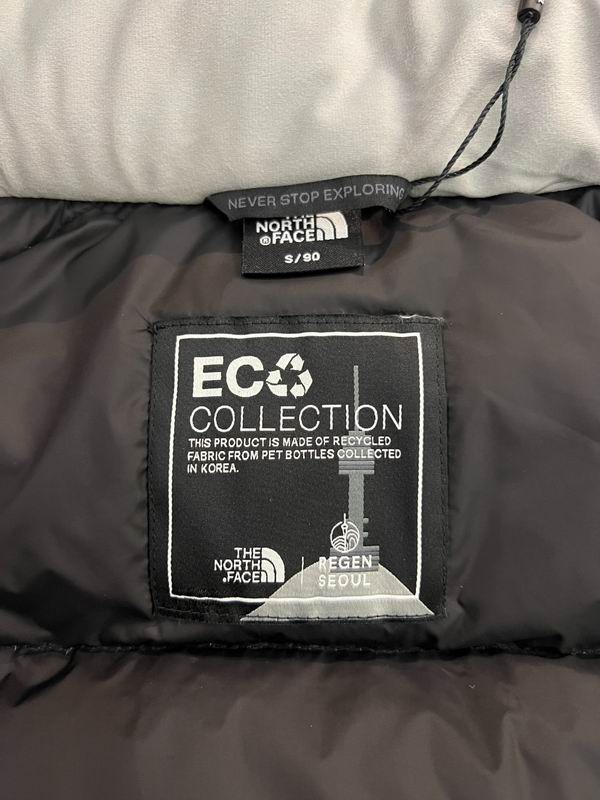 NEVER STOP EXPLORING
THE
NORTH
FACE
®
S/90
ECO
COLLECTION
THIS PRODUCT IS MADE OF RECYCLED
FABRIC FROM PET BOTTLES COLLECTED
IN KOREA.
THE
NORTH
FACE
REGEN
SEOUL